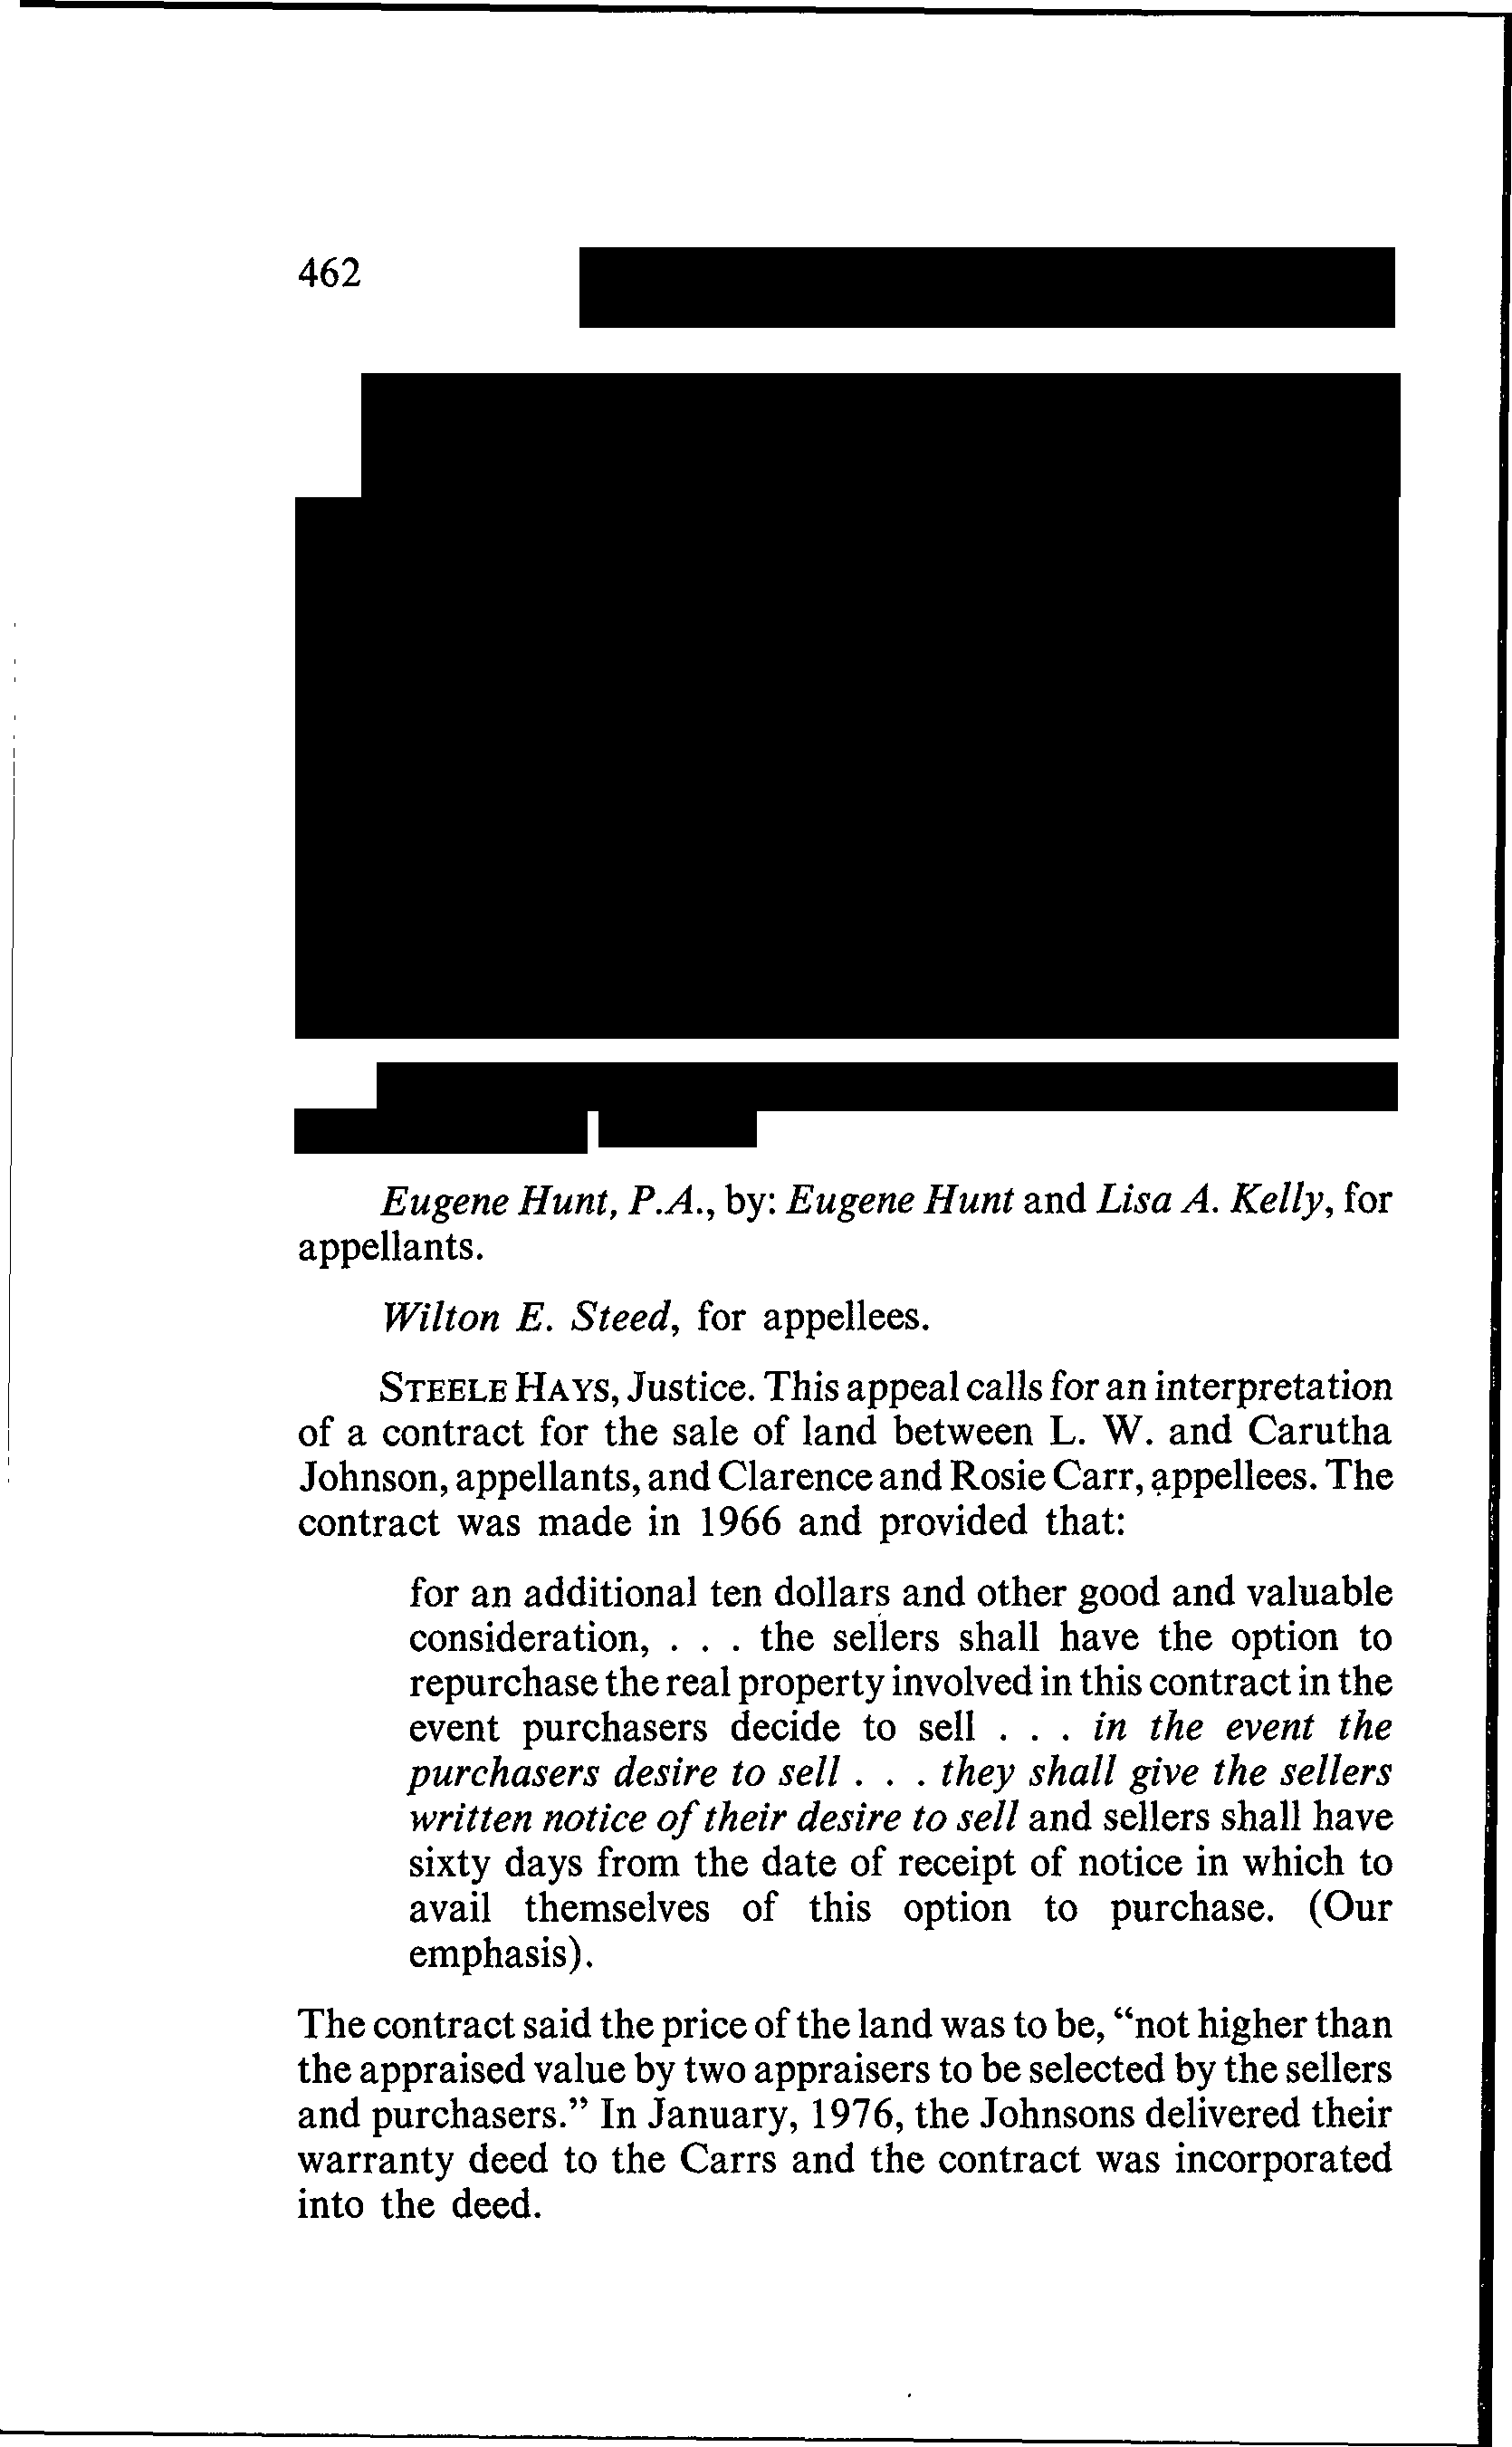 462
Eugene Hunt, P.A., by: Eugene Hunt and Lisa A. Kelly, for
appellants.
Wilton E. Steed, for appellees.
STEELE HAYS, Justice. This appeal calls for an interpretation
of a contract for the sale of land between L. W. and Carutha
Johnson, appellants, and Clarence and Rosie Carr, appellees. The
contract was made in 1966 and provided that:
for an additional ten dollars and other good and valuable
consideration, . . . the sellers shall have the option to
repurchase the real property involved in this contract in the
event purchasers decide to sell . . . in the event the
purchasers desire to sell . . . they shall give the sellers
written notice of their desire to sell and sellers shall have
sixty days from the date of receipt of notice in which to
avail themselves of this option to purchase. (Our
emphasis).
The contract said the price of the land was to be, “not higher than
the appraised value by two appraisers to be selected by the sellers
and purchasers.” In January, 1976, the Johnsons delivered their
warranty deed to the Carrs and the contract was incorporated
into the deed.